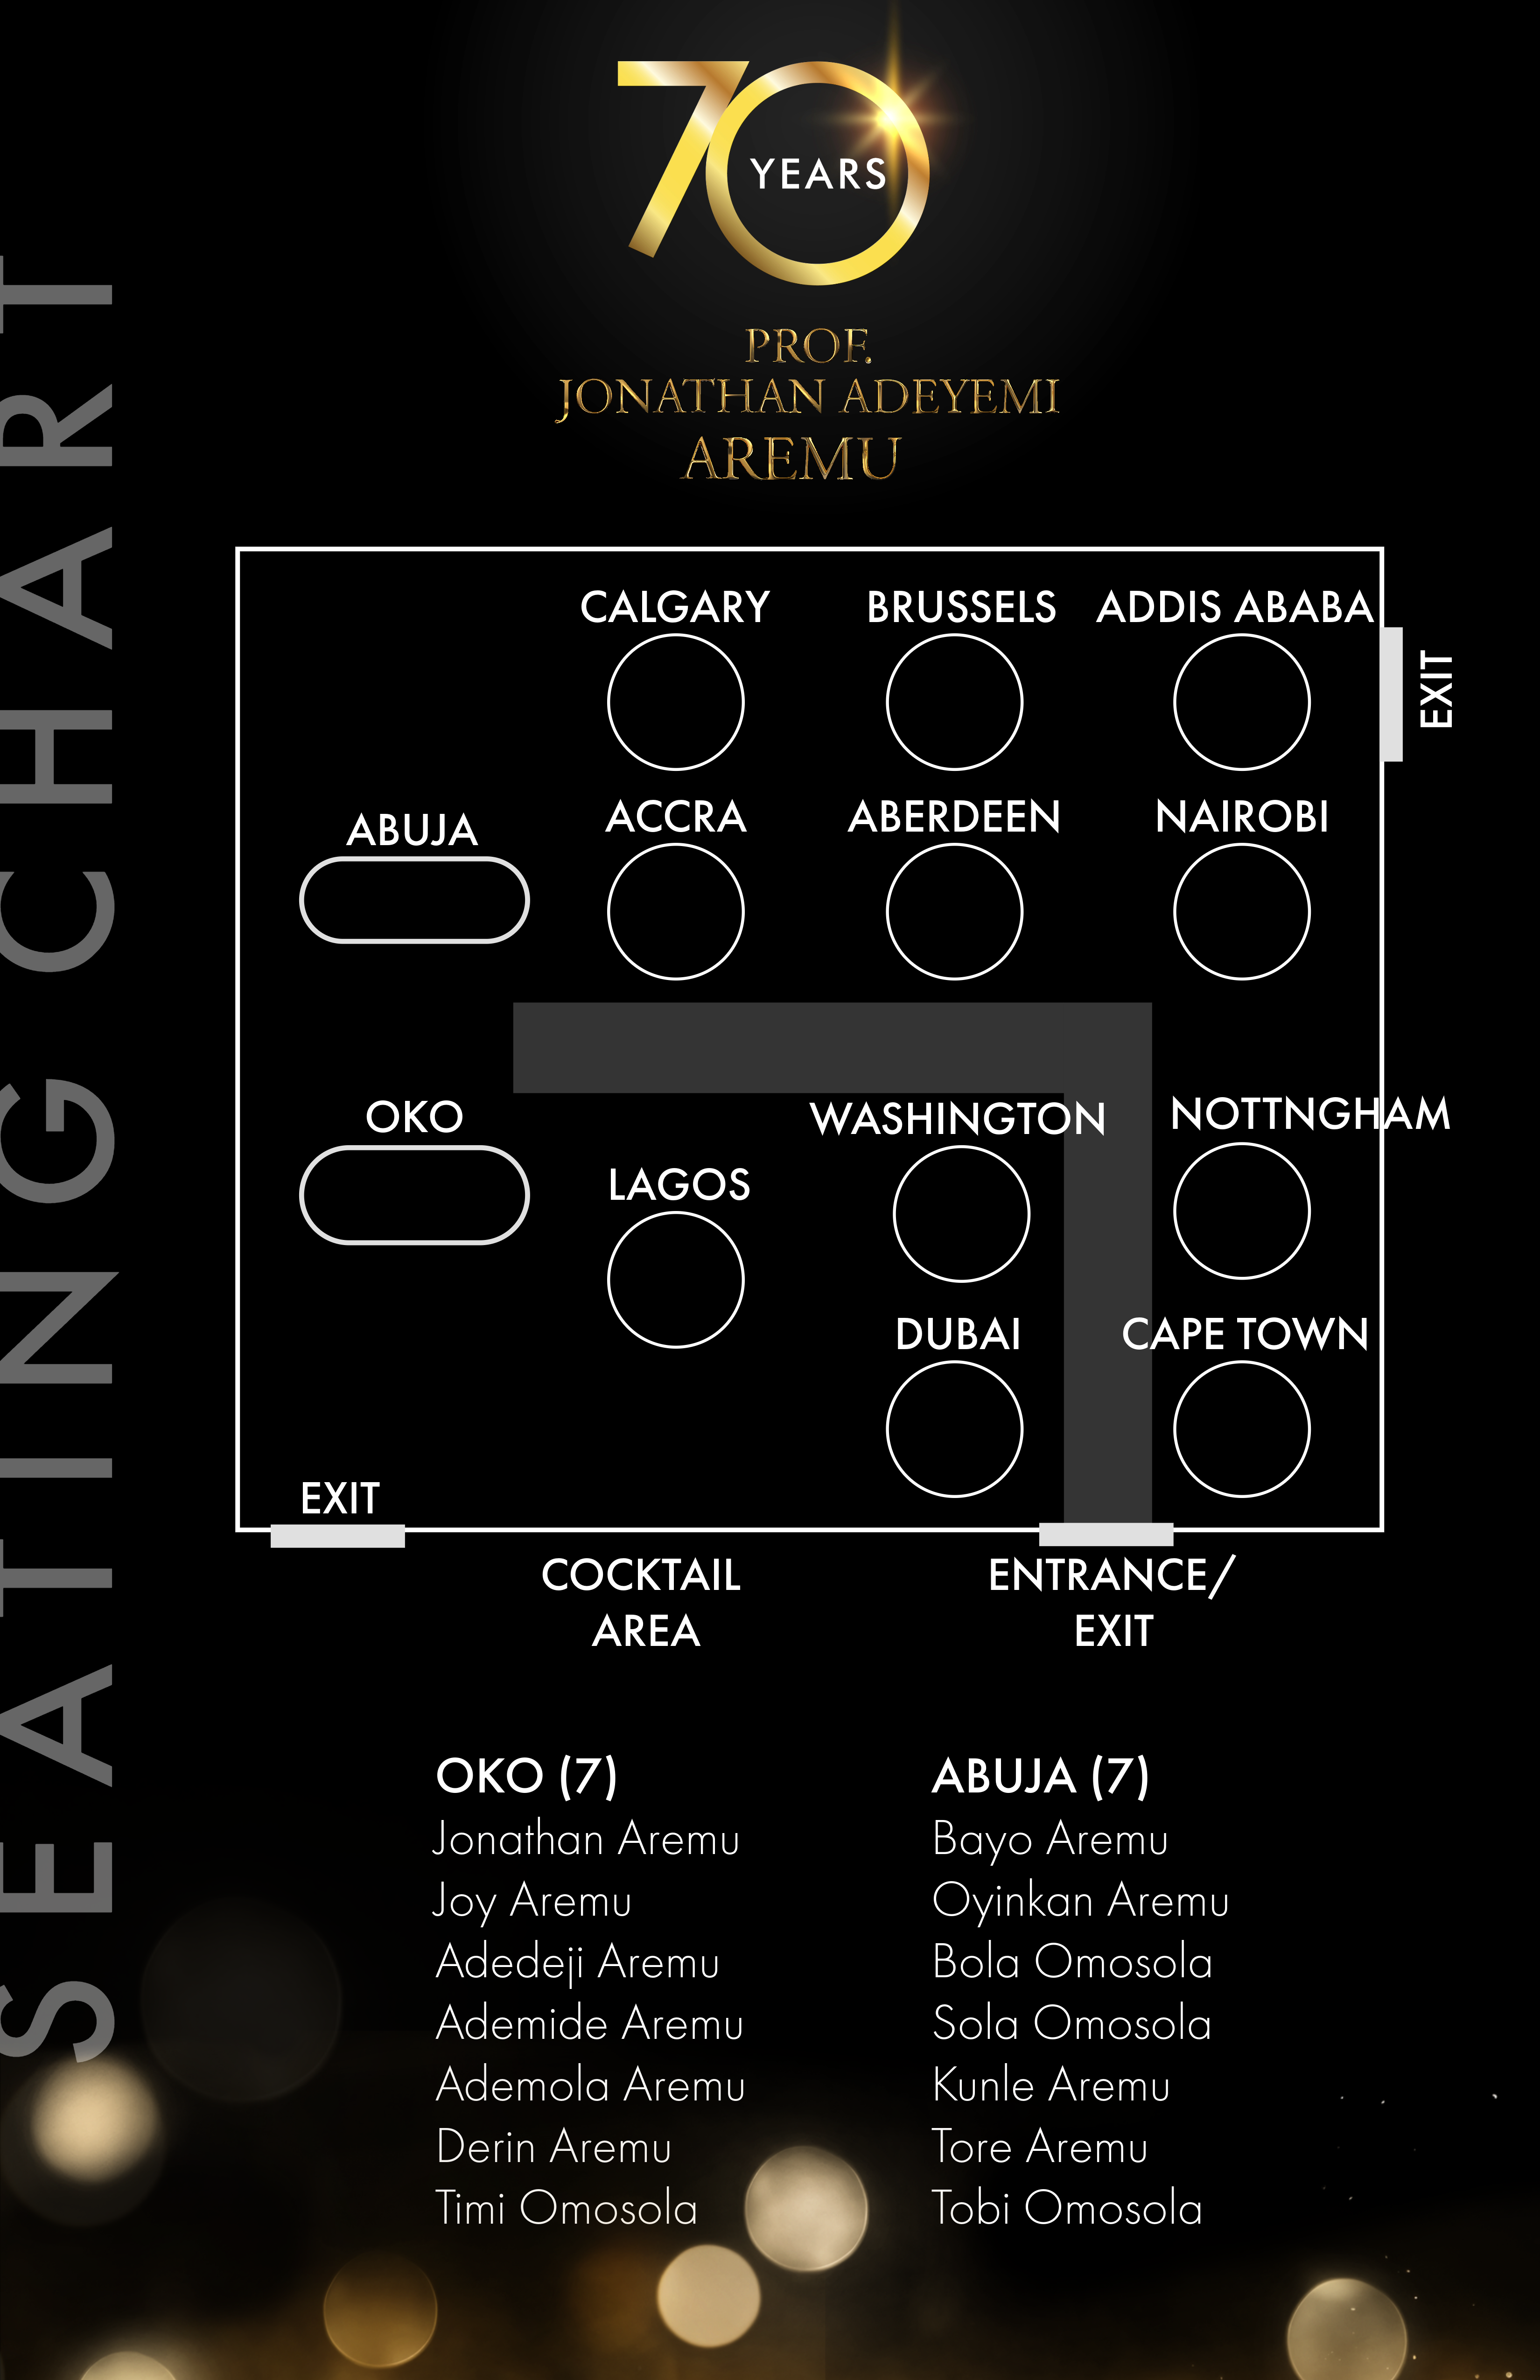 SEATING CHART
70
YEARS
PROF.
JONATHAN ADEYEMI
AREMU
CALGARY
BRUSSELS
ADDIS ABABA
EXIT
ABUJA
ACCRA
ABERDEEN
NAIROBI
OKO
LAGOS
WASHINGTON
NOTTNGHAM
DUBAI
CAPE TOWN
EXIT
COCKTAIL
AREA
ENTRANCE/
EXIT
OKO (7)
Jonathan Aremu
Joy Aremu
Adedeji Aremu
Ademide Aremu
Ademola Aremu
Derin Aremu
Timi Omosola
ABUJA (7)
Bayo Aremu
Oyinkan Aremu
Bola Omosola
Sola Omosola
Kunle Aremu
Tore Aremu
Tobi Omosola